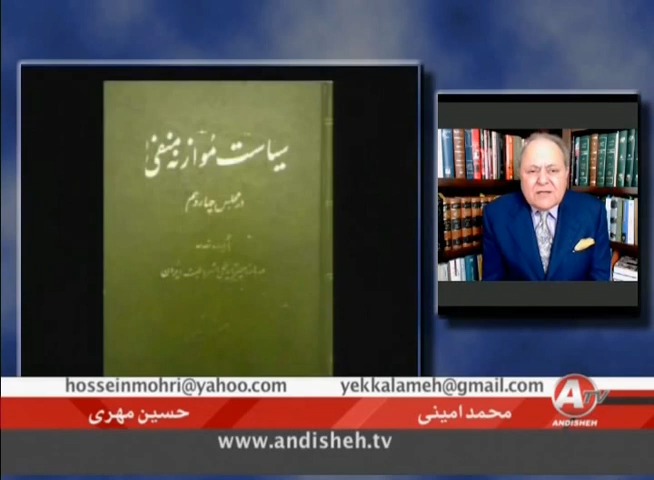 سیاست موازنه منفی
در مجلس چهاردهم
hosseinmohri@yahoo.com
yekkalameh@gmail.com
حسین مهری
محمد امینی
ATV
ANDISHEH
www.andisheh.tv